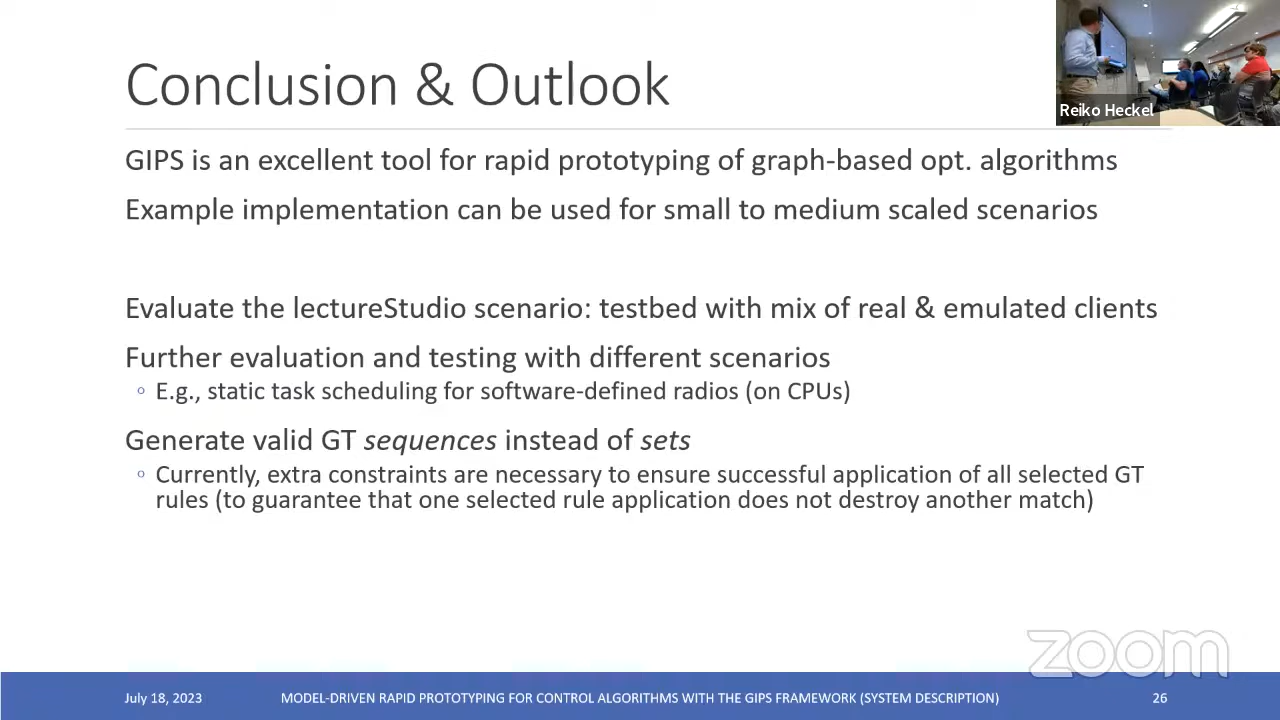 Conclusion & Outlook
Reiko Heckel
GIPS is an excellent tool for rapid prototyping of graph-based opt. algorithms
Example implementation can be used for small to medium scaled scenarios
Evaluate the lectureStudio scenario: testbed with mix of real & emulated clients
Further evaluation and testing with different scenarios
◦ E.g., static task scheduling for software-defined radios (on CPUs)
Generate valid GT sequences instead of sets
◦ Currently, extra constraints are necessary to ensure successful application of all selected GT
rules (to guarantee that one selected rule application does not destroy another match)
zoom
July 18, 2023 MODEL-DRIVEN RAPID PROTOTYPING FOR CONTROL ALGORITHMS WITH THE GIPS FRAMEWORK (SYSTEM DESCRIPTION) 26